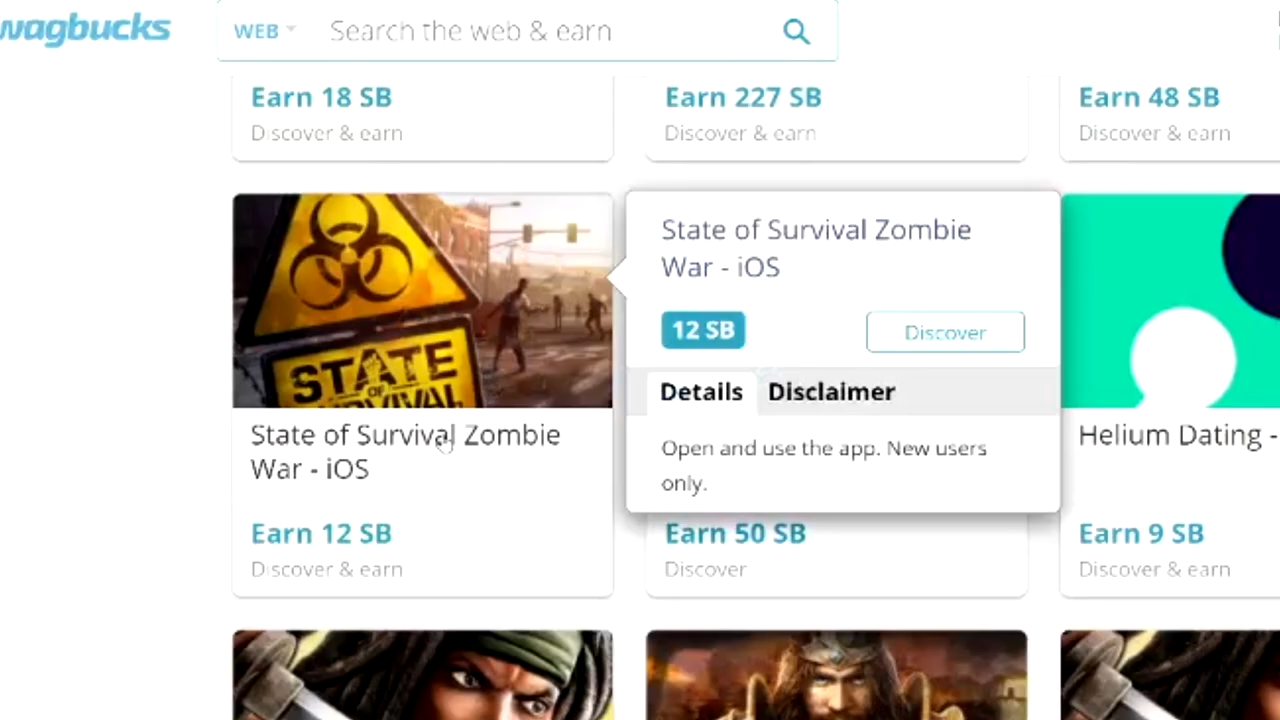 wagbucks
WEB Search the web & earn
Earn 18 SB
Discover & earn
Earn 227 SB
Discover & earn
Earn 48 SB
Discover & earn
STATE
OF
SURVIVAL
State of Survival Zombie
War - iOS
Earn 12 SB
Discover & earn
State of Survival Zombie
War - iOS
12 SB
Discover
Details Disclaimer
Open and use the app. New users
only.
Earn 50 SB
Discover
Helium Dating -
Earn 9 SB
Discover & earn